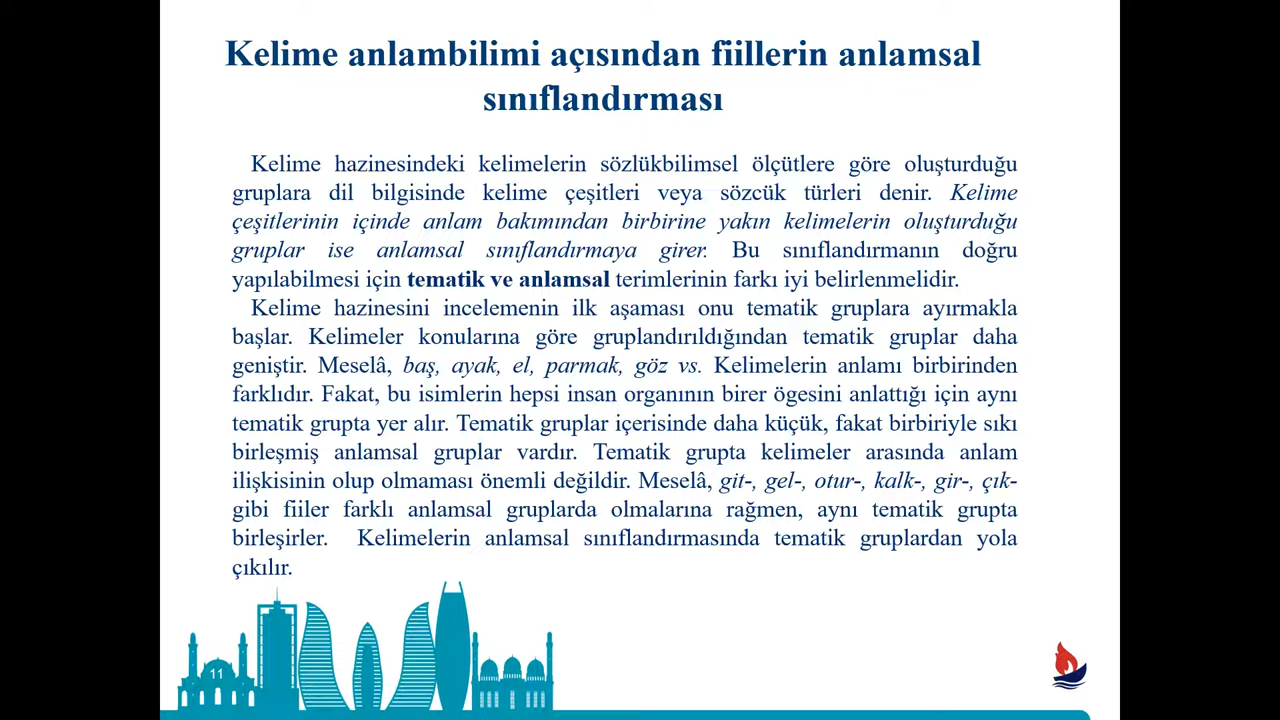 Kelime anlambilimi açısından fiillerin anlamsal
sınıflandırması
Kelime hazinesindeki kelimelerin sözlükbilimsel ölçütlere göre oluşturduğu
gruplara dil bilgisinde kelime çeşitleri veya sözcük türleri denir. Kelime
çeşitlerinin içinde anlam bakımından birbirine yakın kelimelerin oluşturduğu
gruplar ise anlamsal sınıflandırmaya girer. Bu sınıflandırmanın doğru
yapılabilmesi için tematik ve anlamsal terimlerinin farkı iyi belirlenmelidir.
Kelime hazinesini incelemenin ilk aşaması onu tematik gruplara ayırmakla
başlar. Kelimeler konularına göre gruplandırıldığından tematik gruplar daha
geniştir. Meselâ, baş, ayak, el, parmak, göz vs. Kelimelerin anlamı birbirinden
farklıdır. Fakat, bu isimlerin hepsi insan organının birer ögesini anlattığı için aynı
tematik grupta yer alır. Tematik gruplar içerisinde daha küçük, fakat birbiriyle sıkı
birleşmiş anlamsal gruplar vardır. Tematik grupta kelimeler arasında anlam
ilişkisinin olup olmaması önemli değildir. Meselâ, git-, gel-, otur-, kalk-, gir-, çık-
gibi fiiler farklı anlamsal gruplarda olmalarına rağmen, aynı tematik grupta
birleşirler. Kelimelerin anlamsal sınıflandırmasında tematik gruplardan yola
çıkılır.
11